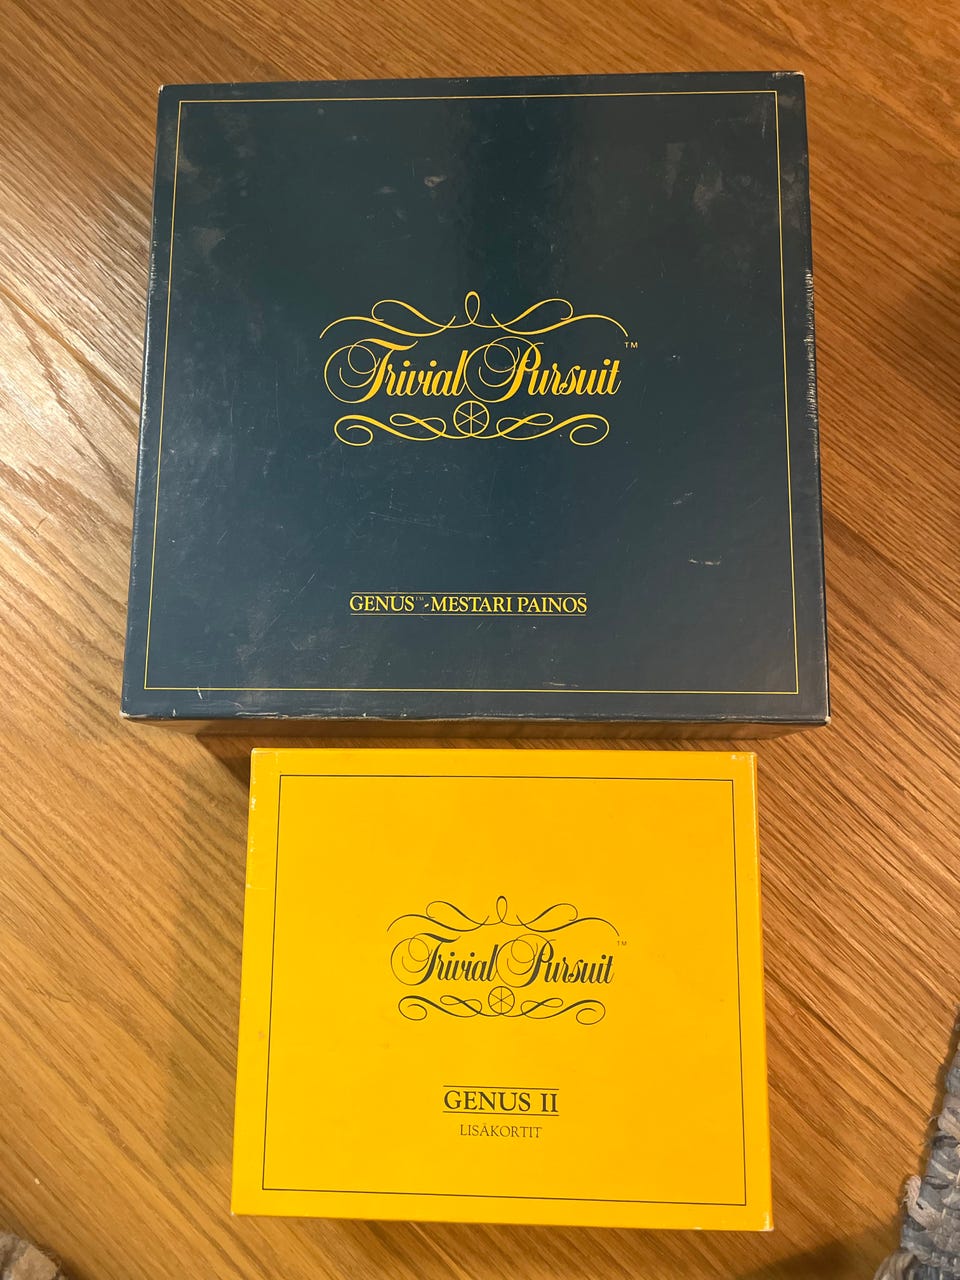 Trivial Pursuit™
GENUS™-MESTARI PAINOS
Trivial Pursuit™
GENUS II
LISÄKORTIT